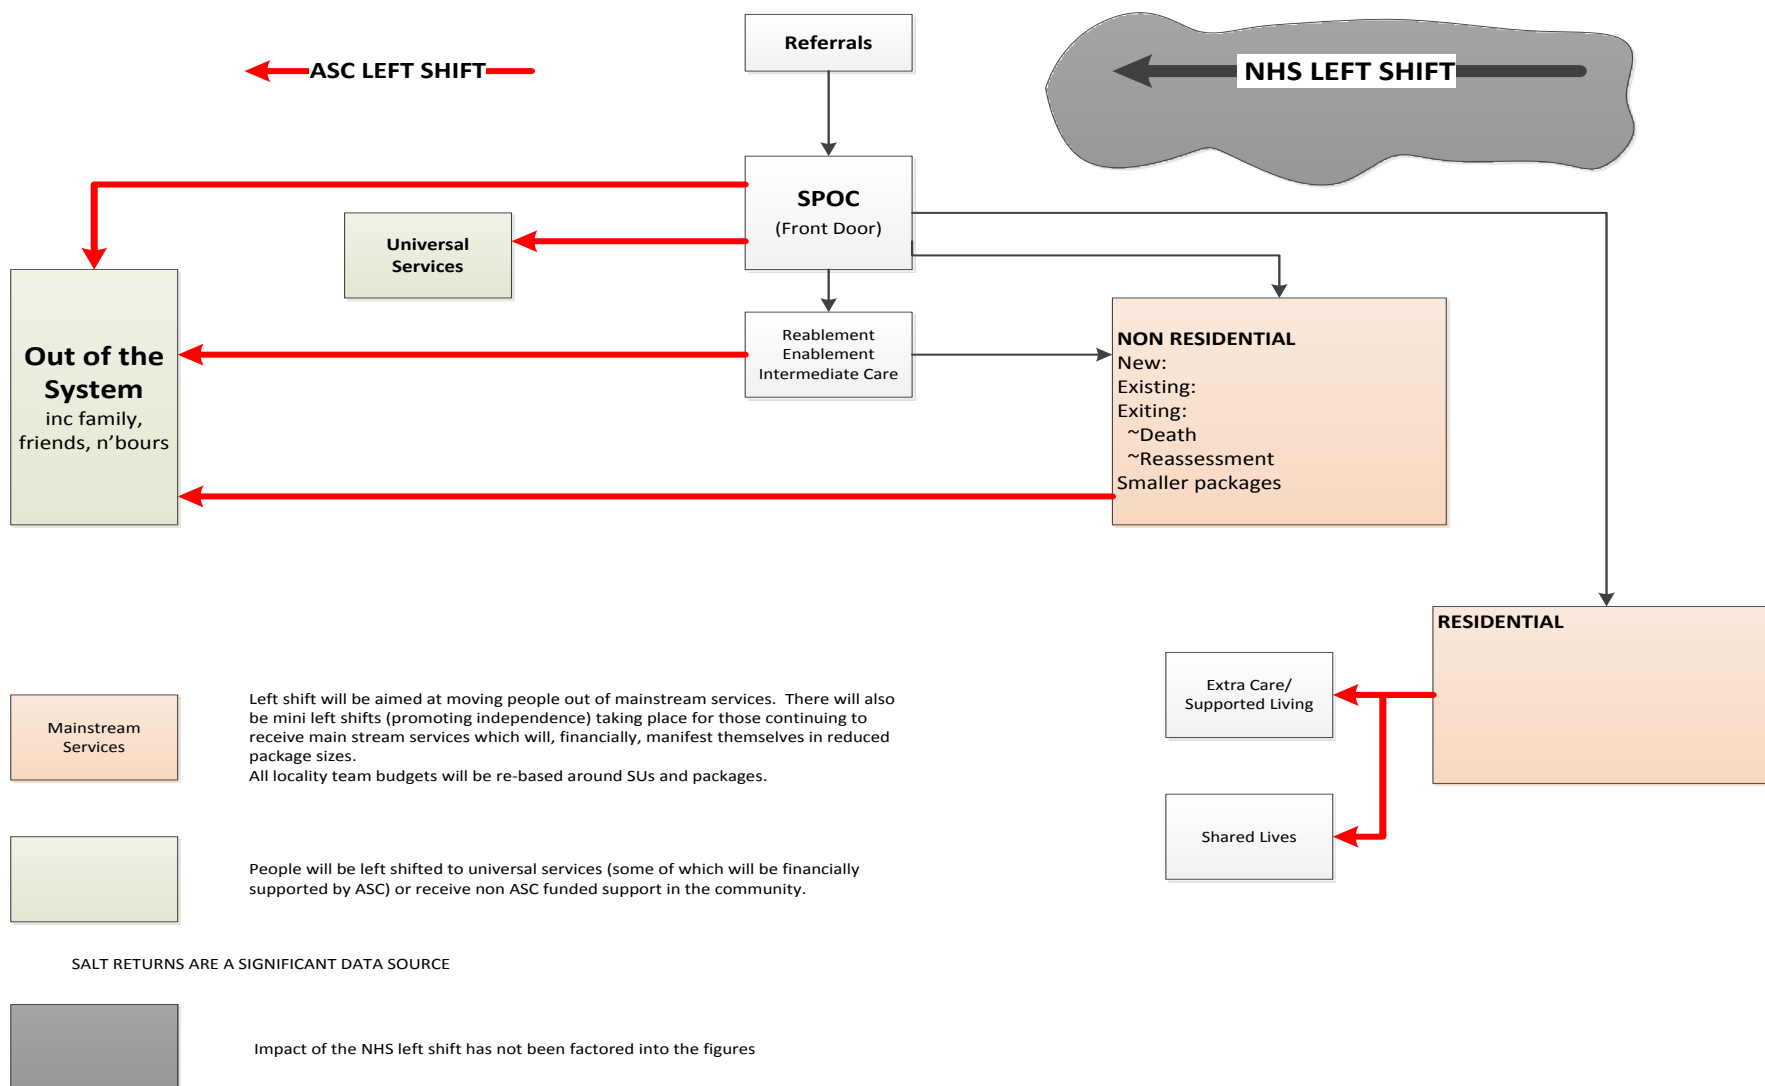 Referrals
ASC LEFT SHIFT
NHS LEFT SHIFT
SPOC
(Front Door)
Universal
Services
Out of the
System
inc family,
friends, n’bours
Reablement
Enablement
Intermediate Care
NON RESIDENTIAL
New:
Existing:
Exiting:
~Death
~Reassessment
Smaller packages
RESIDENTIAL
Extra Care/
Supported Living
Shared Lives
Mainstream
Services
Left shift will be aimed at moving people out of mainstream services. There will also
be mini left shifts (promoting independence) taking place for those continuing to
receive main stream services which will, financially, manifest themselves in reduced
package sizes.
All locality team budgets will be re-based around SUs and packages.
People will be left shifted to universal services (some of which will be financially
supported by ASC) or receive non ASC funded support in the community.
SALT RETURNS ARE A SIGNIFICANT DATA SOURCE
Impact of the NHS left shift has not been factored into the figures